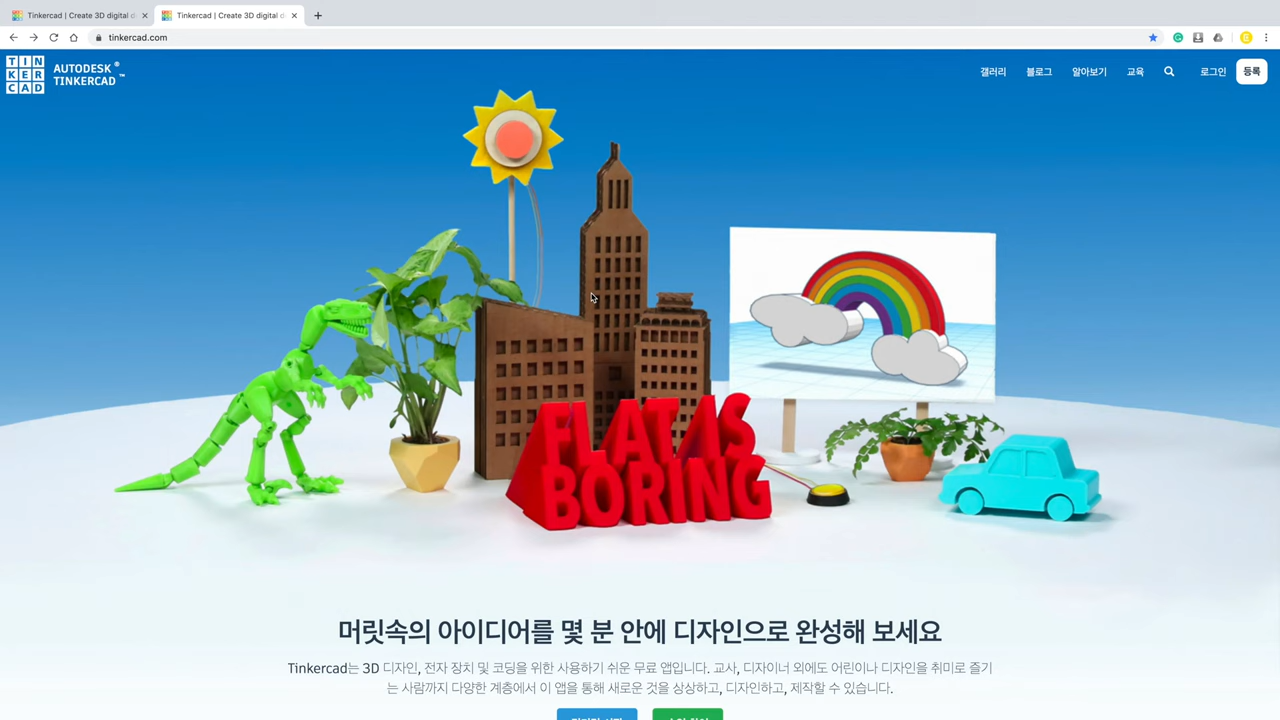 Tinkercad | Create 3D digital d
Tinkercad | Create 3D digital d
tinkercad.com
TIN
KER
CAD
AUTODESK ®
TINKERCAD ™
갤러리
블로그
알아보기
교육
로그인
등록
FLAT IS
BORING
머릿속의 아이디어를 몇 분 안에 디자인으로 완성해 보세요
Tinkercad는 3D 디자인, 전자 장치 및 코딩을 위한 사용하기 쉬운 무료 앱입니다. 교사, 디자이너 외에도 어린이나 디자인을 취미로 즐기
는 사람까지 다양한 계층에서 이 앱을 통해 새로운 것을 상상하고, 디자인하고, 제작할 수 있습니다.